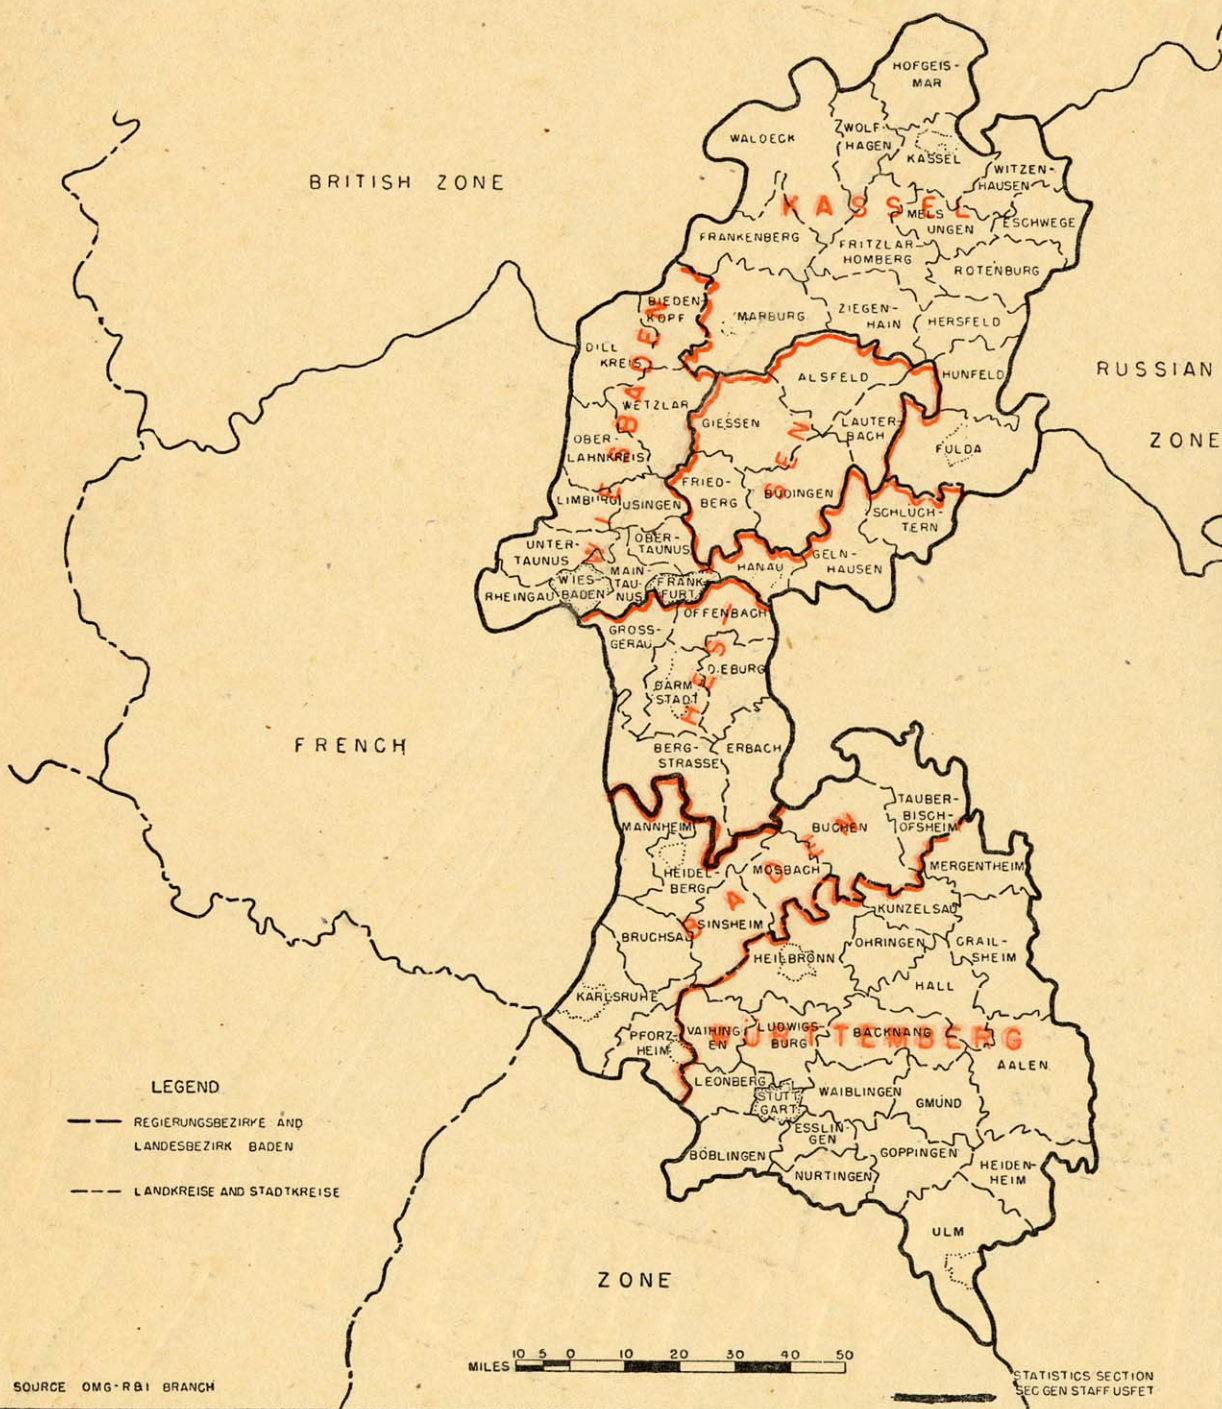 HOFGEIS-
MAR
WALDECK
ZWOLF-
HAGEN
KASSEL
WITZEN-
HAUSEN
BRITISH ZONE
KASSEL
MELS
UNGEN
ESCHWEGE
FRANKENBERG
FRITZLAR-
HOMBERG
ROTENBURG
BIEDEN-
KOPF
MARBURG
ZIEGEN-
HAIN
HERSFELD
DILL
KREIS
WIESBADEN
ALSFELD
HUNFELD
RUSSIAN
ZONE
WETZLAR
GIESSEN
LAUTER-
BACH
FULDA
OBER-
LAHNKREIS
FRIED-
BERG
BUDINGEN
LIMBURG
USINGEN
SCHLUCH-
TERN
UNTER-
TAUNUS
OBER-
TAUNUS
HANAU
GELN-
HAUSEN
RHEINGAU
WIES-
BADEN
MAIN-
TAU-
NUS
FRANK-
FURT
OFFENBACH
GROSS-
GERAU
HESSEN
DIEBURG
DARM
STADT
FRENCH
BERG-
STRASSE
ERBACH
MANNHEIM
BUCHEN
TAUBER-
BISCH-
OFSHEIM
BADEN
HEIDEL-
BERG
MOSBACH
MERGENTHEIM
SINSHEIM
KUNZELSAU
BRUCHSAL
HEILBRONN
OHRINGEN
CRAIL-
SHEIM
HALL
KARLSRUHE
PFORZ-
HEIM
VAIHING
EN
LUDWIGS-
BURG
BACKNANG
WÜRTTEMBERG
AALEN
LEONBERG
STUTT
GART
WAIBLINGEN
GMUND
ESSLIN-
GEN
BÖBLINGEN
NURTINGEN
GOPPINGEN
HEIDEN-
HEIM
ULM
ZONE
LEGEND
REGIERUNGSBEZIRKE AND
LANDESBEZIRK BADEN
LANDKREISE AND STADTKREISE
10 5 0 10 20 30 40 50
MILES
SOURCE OMG-RBI BRANCH
STATISTICS SECTION
SEC GEN STAFF USFET